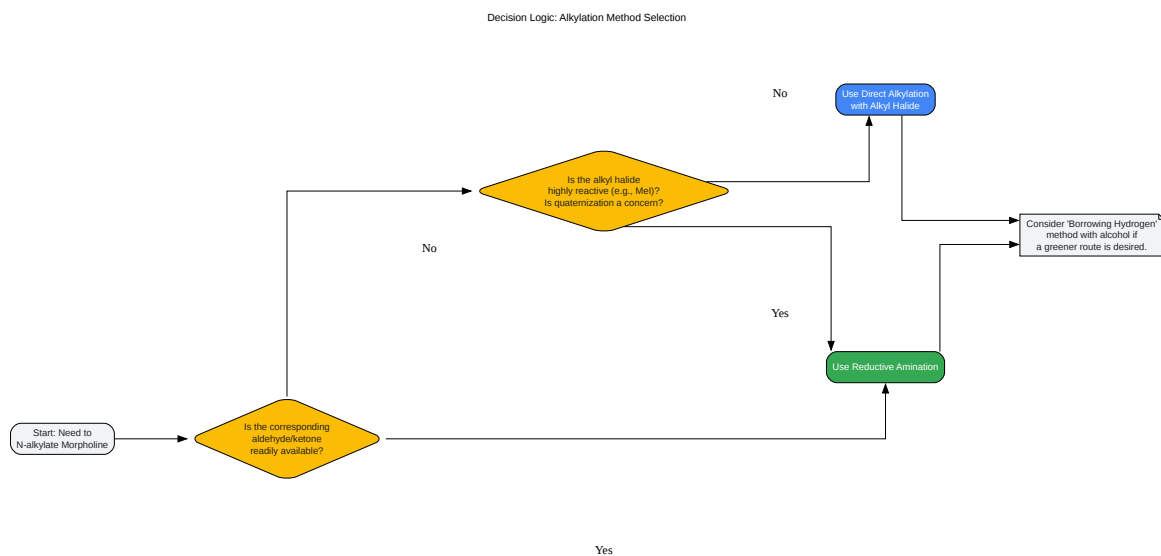 Decision Logic: Alkylation Method Selection
No
Use Direct Alkylation
with Alkyl Halide
Is the alkyl halide
highly reactive (e.g., MeI)?
Is quaternization a concern?
Consider 'Borrowing Hydrogen'
method with alcohol if
a greener route is desired.
No
Yes
Use Reductive Amination
Start: Need to
N-alkylate Morpholine
Is the corresponding
aldehyde/ketone
readily available?
Yes